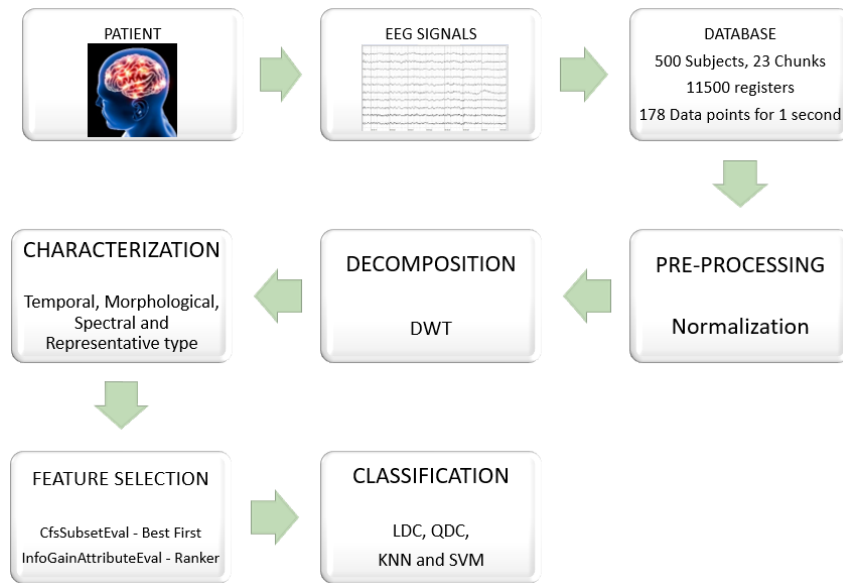 PATIENT
EEG SIGNALS
DATABASE
500 Subjects, 23 Chunks
11500 registers
178 Data points for 1 second
PRE-PROCESSING
Normalization
DECOMPOSITION
DWT
CHARACTERIZATION
Temporal, Morphological,
Spectral and
Representative type
FEATURE SELECTION
CfsSubsetEval - Best First
InfoGainAttributeEval - Ranker
CLASSIFICATION
LDC, QDC,
KNN and SVM